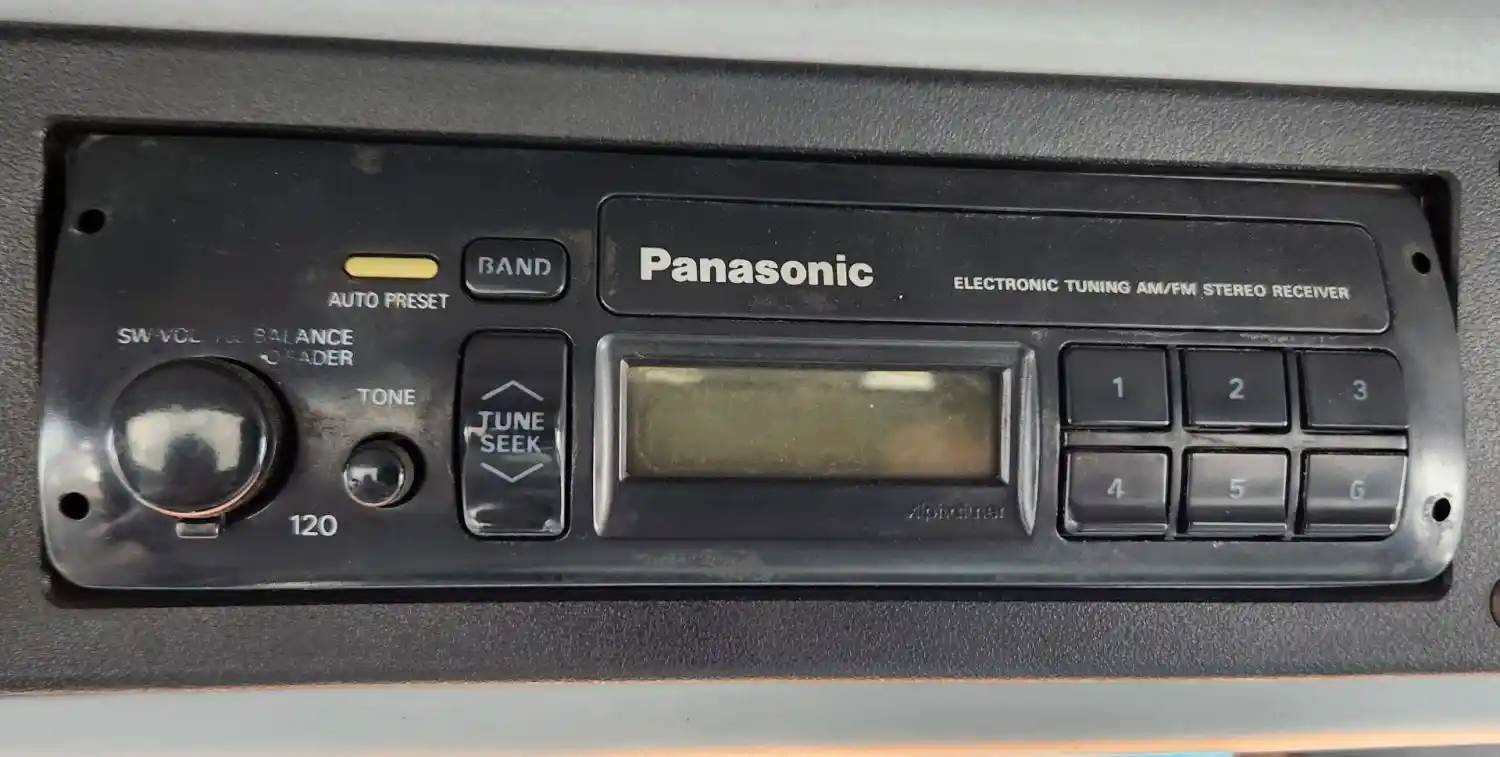 Panasonic
ELECTRONIC TUNING AM/FM STEREO RECEIVER
BAND
AUTO PRESET
BALANCE
TONE
TUNE
SEEK
120
1 2 3
4 5 6